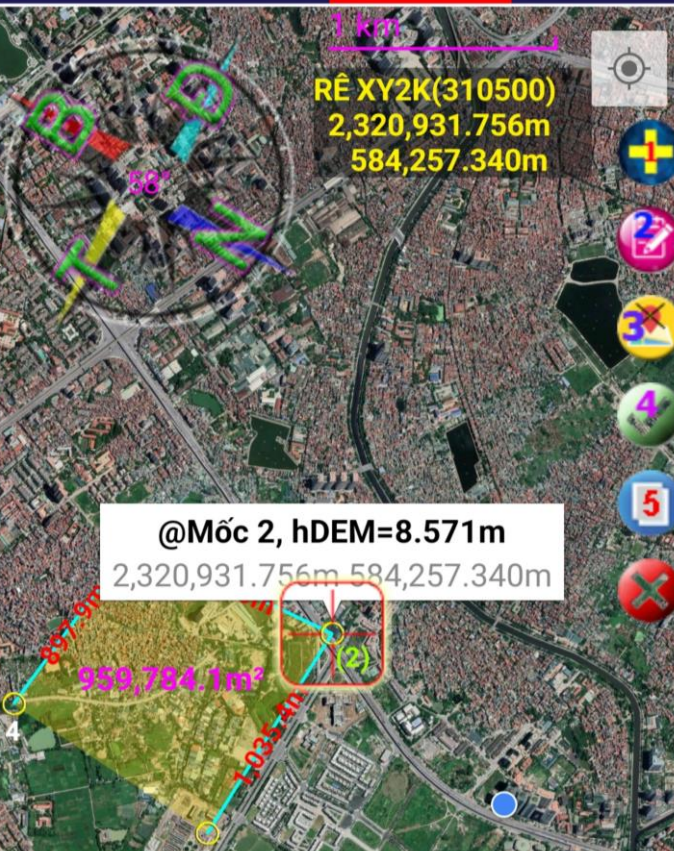 1 km
RÊ XY2K(310500)
2,320,931.756m
584,257.340m
B
D
58°
T
N
1
2
3
4
5
@Mốc 2, hDEM=8.571m
2,320,931.756m 584,257.340m
897.9m
959,784.1m²
(2)
4
1,035.4m